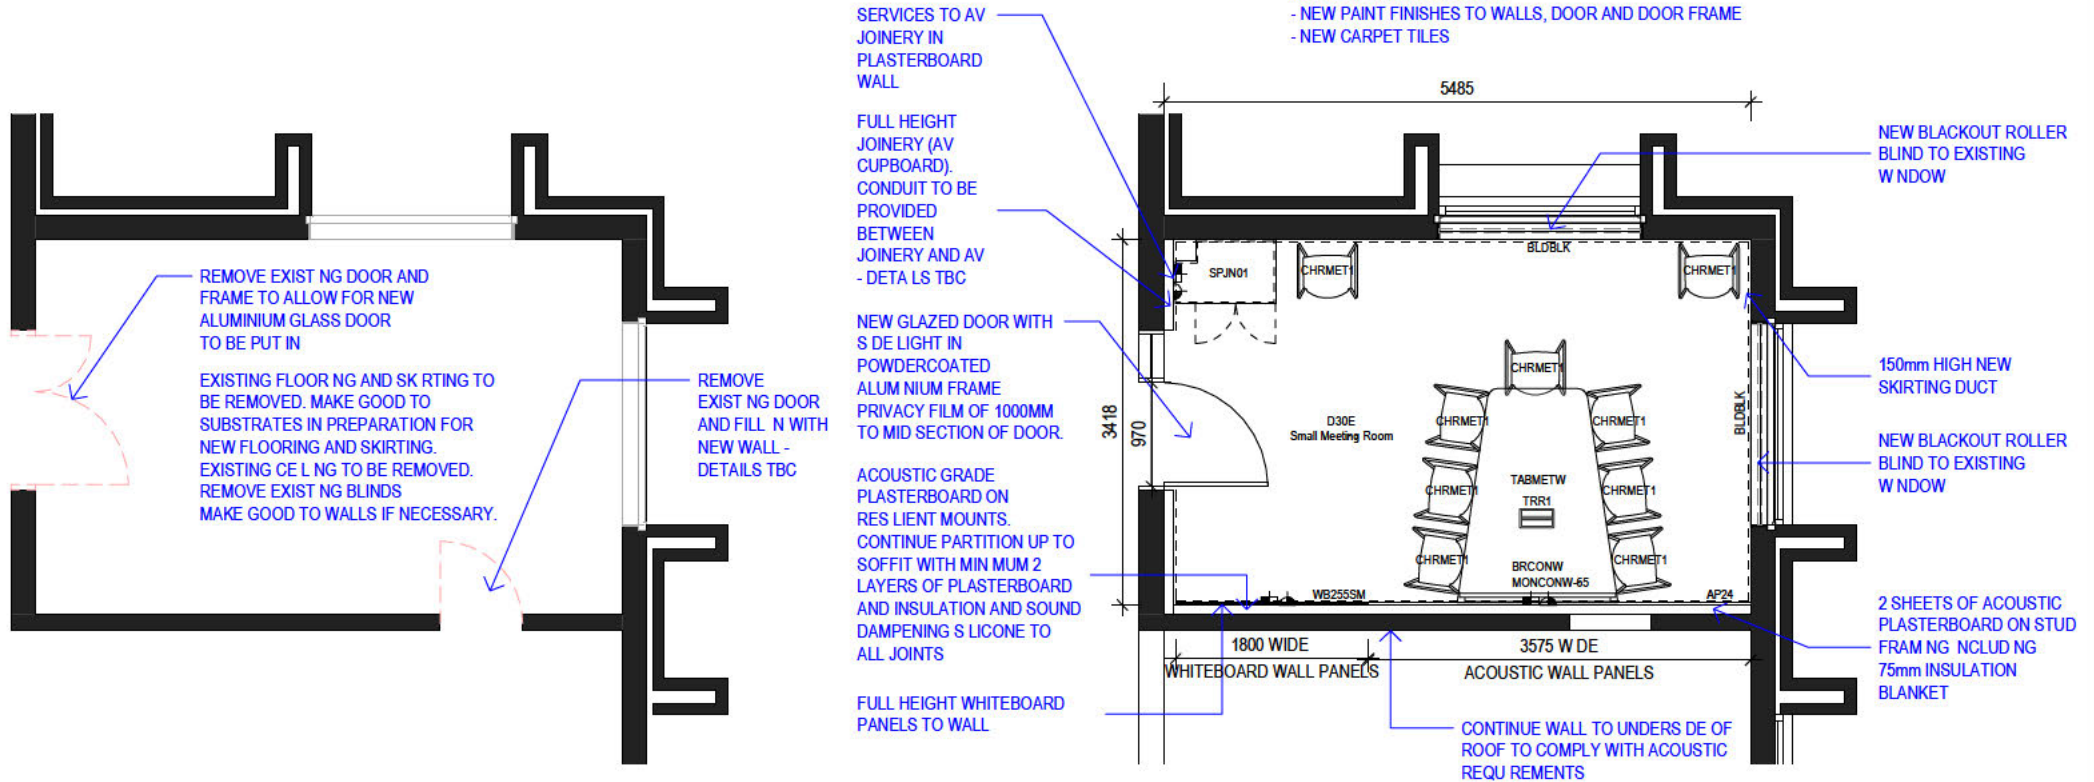 REMOVE EXIST NG DOOR AND
FRAME TO ALLOW FOR NEW
ALUMINIUM GLASS DOOR
TO BE PUT IN
EXISTING FLOOR NG AND SK RTING TO
BE REMOVED. MAKE GOOD TO
SUBSTRATES IN PREPARATION FOR
NEW FLOORING AND SKIRTING.
EXISTING CE L NG TO BE REMOVED.
REMOVE EXIST NG BLINDS
MAKE GOOD TO WALLS IF NECESSARY.
REMOVE
EXIST NG DOOR
AND FILL N WITH
NEW WALL -
DETAILS TBC
SERVICES TO AV
JOINERY IN
PLASTERBOARD
WALL
FULL HEIGHT
JOINERY (AV
CUPBOARD).
CONDUIT TO BE
PROVIDED
BETWEEN
JOINERY AND AV
- DETA LS TBC
NEW GLAZED DOOR WITH
S DE LIGHT IN
POWDERCOATED
ALUM NIUM FRAME
PRIVACY FILM OF 1000MM
TO MID SECTION OF DOOR.
ACOUSTIC GRADE
PLASTERBOARD ON
RES LIENT MOUNTS.
CONTINUE PARTITION UP TO
SOFFIT WITH MIN MUM 2
LAYERS OF PLASTERBOARD
AND INSULATION AND SOUND
DAMPENING S LICONE TO
ALL JOINTS
FULL HEIGHT WHITEBOARD
PANELS TO WALL
- NEW PAINT FINISHES TO WALLS, DOOR AND DOOR FRAME
- NEW CARPET TILES
5485
3418
970
BLDBLK
SPJN01
CHRMET1
CHRMET1
CHRMET1
BLDBLK
D30E
Small Meeting Room
CHRMET1
CHRMET1
TABMETW
CHRMET1
CHRMET1
TRR1
CHRMET1
CHRMET1
BRCONW
MONCONW-65
WB255SM
AP24
1800 WIDE
WHITEBOARD WALL PANELS
3575 W DE
ACOUSTIC WALL PANELS
CONTINUE WALL TO UNDERS DE OF
ROOF TO COMPLY WITH ACOUSTIC
REQU REMENTS
NEW BLACKOUT ROLLER
BLIND TO EXISTING
W NDOW
150mm HIGH NEW
SKIRTING DUCT
NEW BLACKOUT ROLLER
BLIND TO EXISTING
W NDOW
2 SHEETS OF ACOUSTIC
PLASTERBOARD ON STUD
FRAM NG NCLUD NG
75mm INSULATION
BLANKET